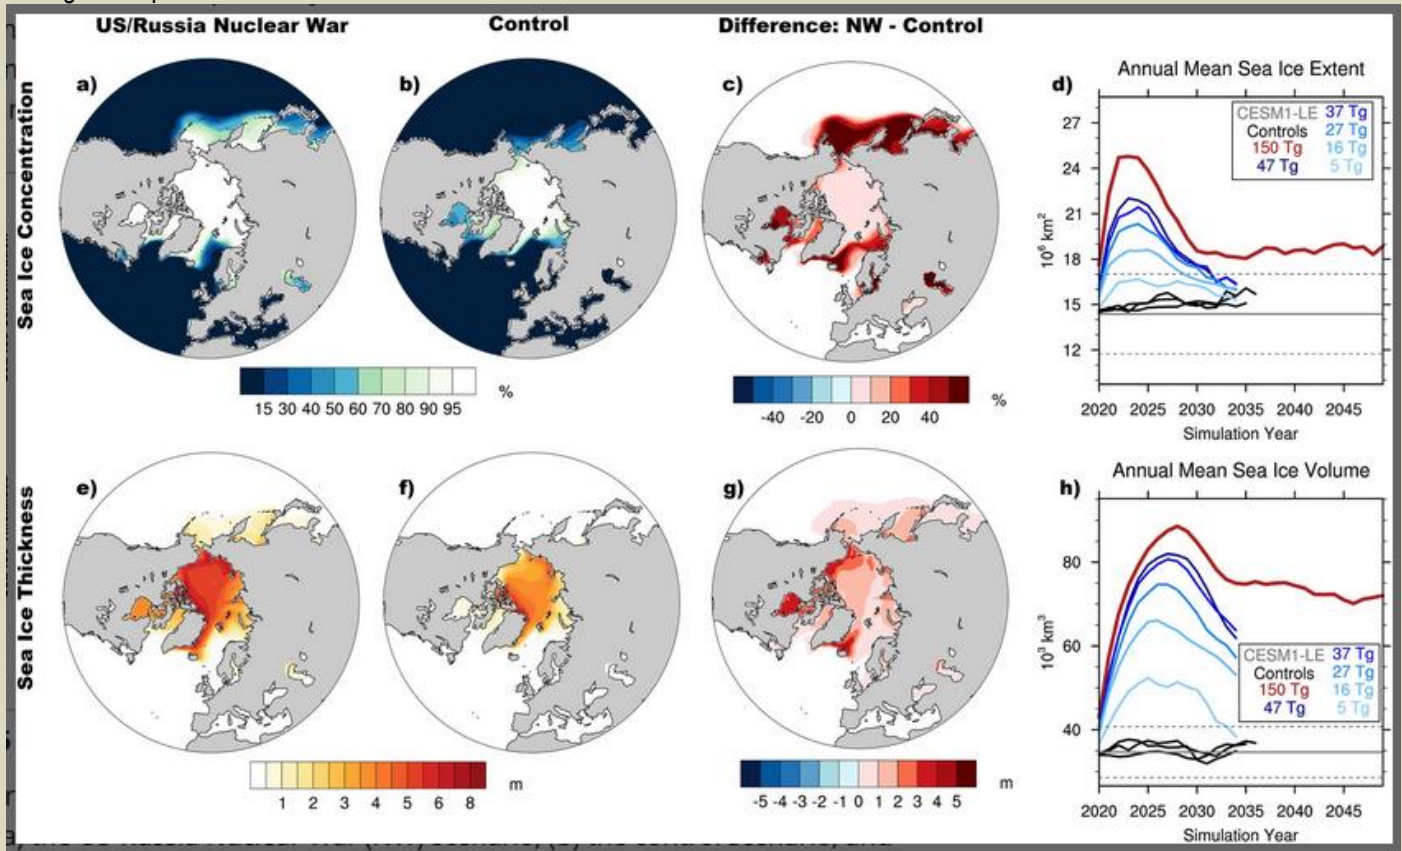 US/Russia Nuclear War
Control
Difference: NW - Control
Sea Ice Concentration
a)
b)
c)
d)
Annual Mean Sea Ice Extent
CESM1-LE 37 Tg
Controls 27 Tg
150 Tg 16 Tg
47 Tg 5 Tg
10⁶ km²
27
24
21
18
15
12
2020 2025 2030 2035 2040 2045
Simulation Year
15 30 40 50 60 70 80 90 95
%
-40 -20 0 20 40
%
Sea Ice Thickness
e)
f)
g)
h)
Annual Mean Sea Ice Volume
10³ km³
80
60
40
CESM1-LE 37 Tg
Controls 27 Tg
150 Tg 16 Tg
47 Tg 5 Tg
2020 2025 2030 2035 2040 2045
Simulation Year
1 2 3 4 5 6 8
m
-5 -4 -3 -2 -1 0 1 2 3 4 5
m